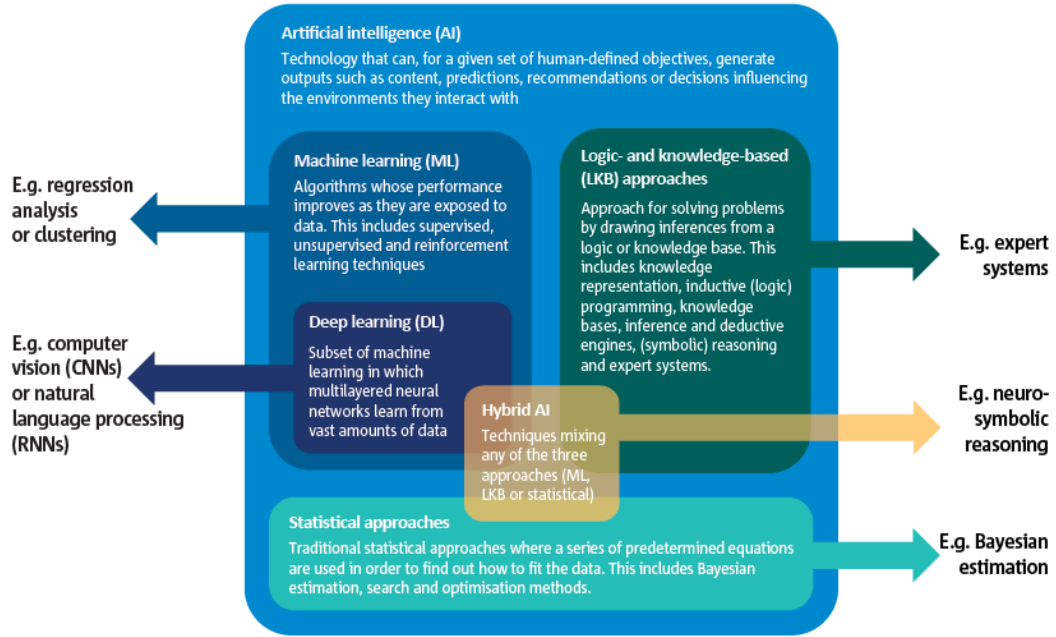 Artificial intelligence (AI)
Technology that can, for a given set of human-defined objectives, generate
outputs such as content, predictions, recommendations or decisions influencing
the environments they interact with
Machine learning (ML)
Algorithms whose performance
improves as they are exposed to
data. This includes supervised,
unsupervised and reinforcement
learning techniques
E.g. regression
analysis
or clustering
Logic- and knowledge-based
(LKB) approaches
Approach for solving problems
by drawing inferences from a
logic or knowledge base. This
includes knowledge
representation, inductive (logic)
programming, knowledge
bases, inference and deductive
engines, (symbolic) reasoning
and expert systems.
E.g. expert
systems
Deep learning (DL)
Subset of machine
learning in which
multilayered neural
networks learn from
vast amounts of data
E.g. computer
vision (CNNs)
or natural
language processing
(RNNs)
Hybrid AI
Techniques mixing
any of the three
approaches (ML,
LKB or statistical)
E.g. neuro-
symbolic
reasoning
Statistical approaches
Traditional statistical approaches where a series of predetermined equations
are used in order to find out how to fit the data. This includes Bayesian
estimation, search and optimisation methods.
E.g. Bayesian
estimation